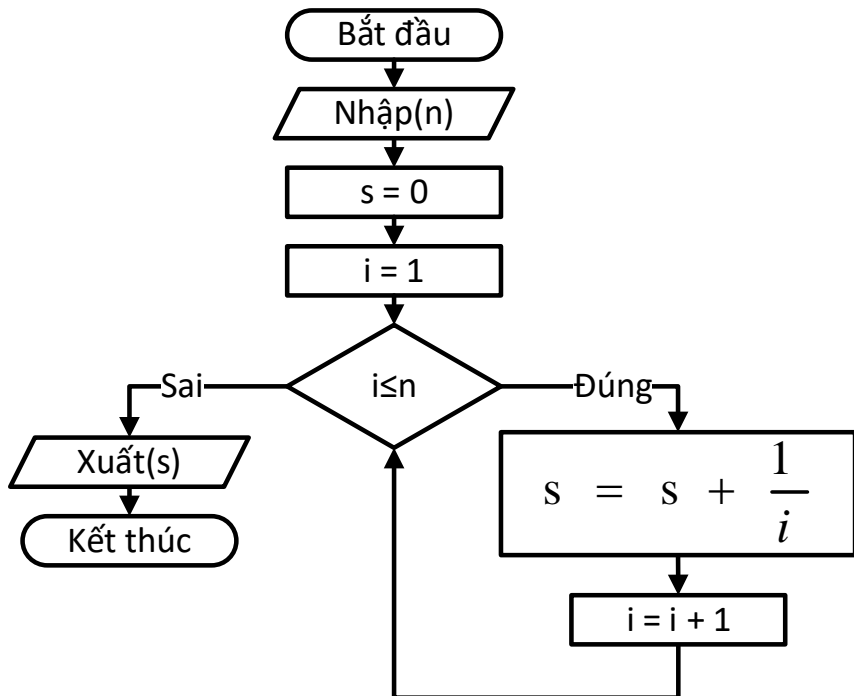 Bắt đầu
Nhập(n)
s = 0
i = 1
i≤n
Sai
Đúng
Xuất(s)
Kết thúc
s = s + 1/i
i = i + 1